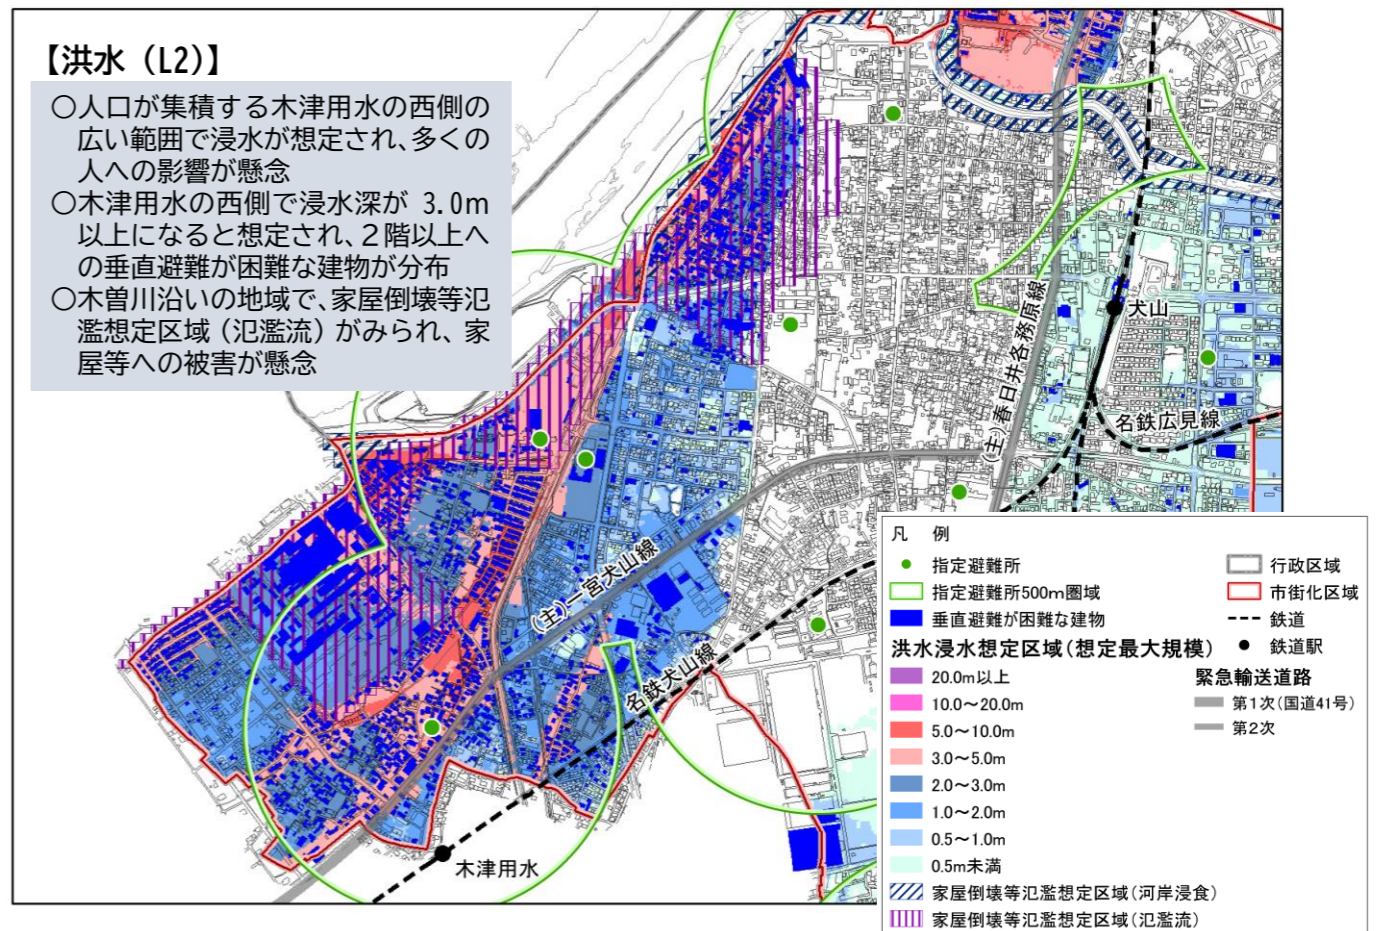 【洪水（L2）】
○人口が集積する木津用水の西側の
広い範囲で浸水が想定され、多くの
人への影響が懸念
○木津用水の西側で浸水深が 3.0m
以上になると想定され、２階以上へ
の垂直避難が困難な建物が分布
○木曽川沿いの地域で、家屋倒壊等氾
濫想定区域（氾濫流）がみられ、家
屋等への被害が懸念
(主)春日井各務原線
犬山
名鉄広見線
(主)一宮犬山線
名鉄犬山線
木津用水
凡　例
指定避難所
指定避難所500m圏域
垂直避難が困難な建物
洪水浸水想定区域(想定最大規模)
20.0m以上
10.0～20.0m
5.0～10.0m
3.0～5.0m
2.0～3.0m
1.0～2.0m
0.5～1.0m
0.5m未満
家屋倒壊等氾濫想定区域(河岸浸食)
家屋倒壊等氾濫想定区域(氾濫流)
行政区域
市街化区域
鉄道
鉄道駅
緊急輸送道路
第1次(国道41号)
第2次